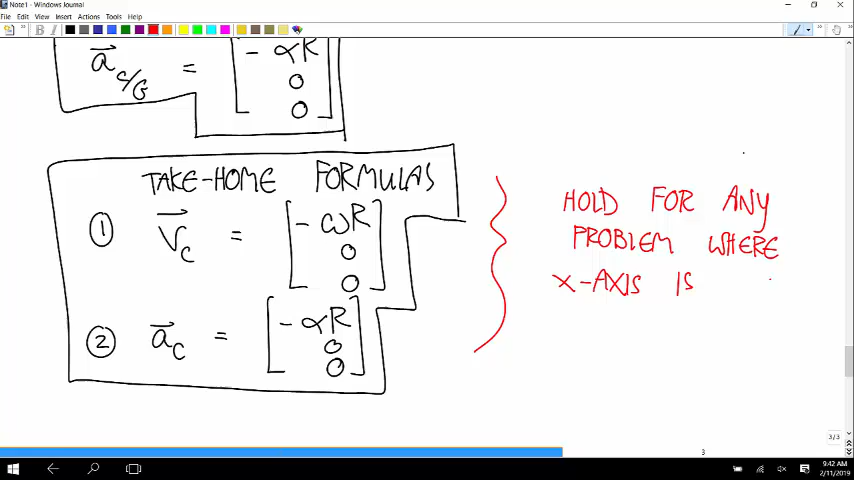 Note1 - Windows Journal
File Edit View Insert Actions Tools Help
B I
a⃗ C/G = [ - αR
0
0 ]
TAKE-HOME FORMULAS
① V⃗C = [ - ωR
0
0 ]
② a⃗C = [ - αR
0
0 ]
HOLD FOR ANY
PROBLEM WHERE
X-AXIS IS
3/3
3
9:42 AM
2/11/2019